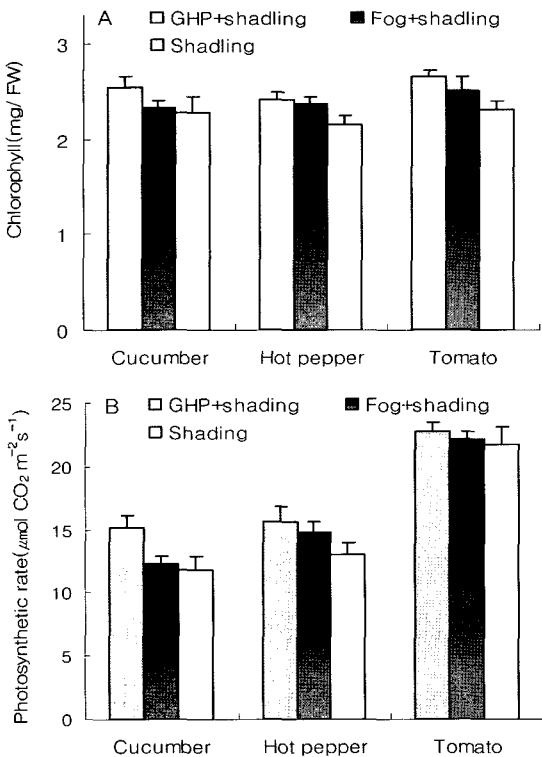 A
GHP+shadling
Fog+shadling
Shadling
Chlorophyll(mg/ FW)
3
2
1
0
Cucumber
Hot pepper
Tomato
B
GHP+shading
Fog+shading
Shading
Photosynthetic rate(μmol CO₂ m⁻²s⁻¹)
25
20
15
10
5
0
Cucumber
Hot pepper
Tomato